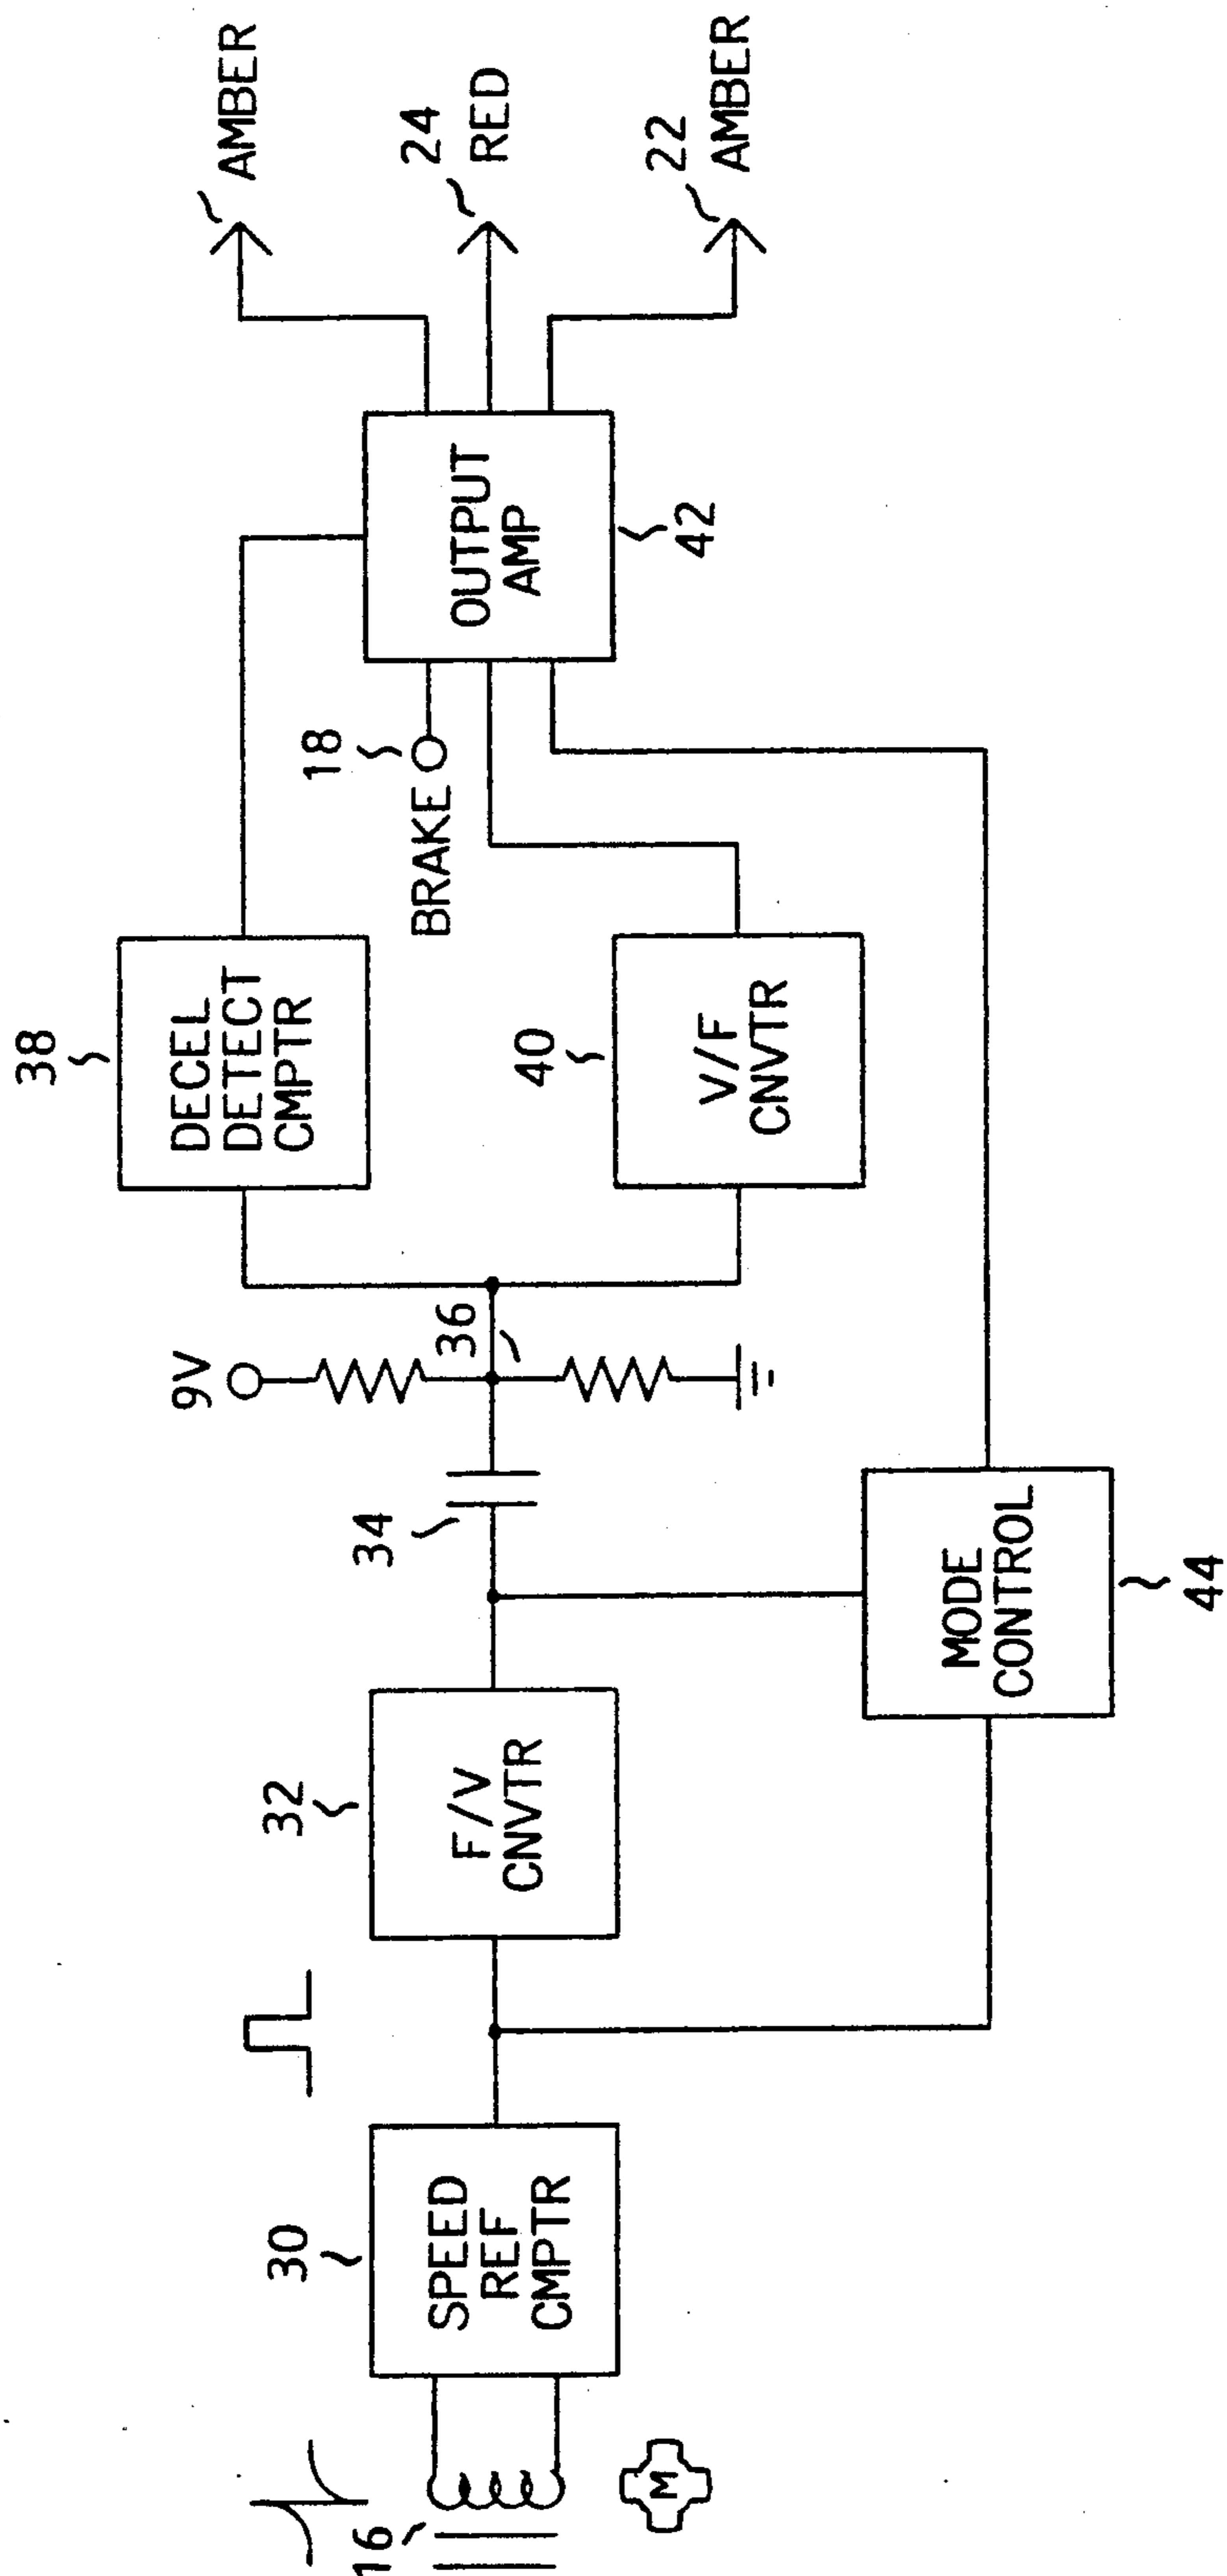 16
M
30
SPEED
REF
CMPTR
32
F/V
CNVTR
34
9V
36
38
DECEL
DETECT
CMPTR
40
V/F
CNVTR
44
MODE
CONTROL
18
BRAKE
OUTPUT
AMP
42
AMBER
24
RED
22
AMBER